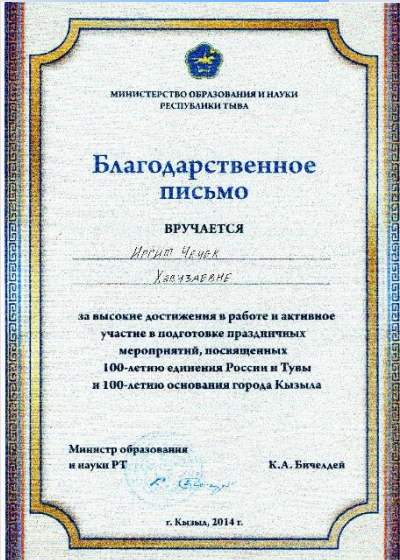 МИНИСТЕРСТВО ОБРАЗОВАНИЯ И НАУКИ
РЕСПУБЛИКИ ТЫВА
Благодарственное
письмо
ВРУЧАЕТСЯ
Иргит Чечек
Хавузаевне
за высокие достижения в работе и активное
участие в подготовке праздничных
мероприятий, посвященных
100-летию единения России и Тувы
и 100-летию основания города Кызыла
Министр образования
и науки РТ
К.А. Бичелдей
г. Кызыл, 2014 г.